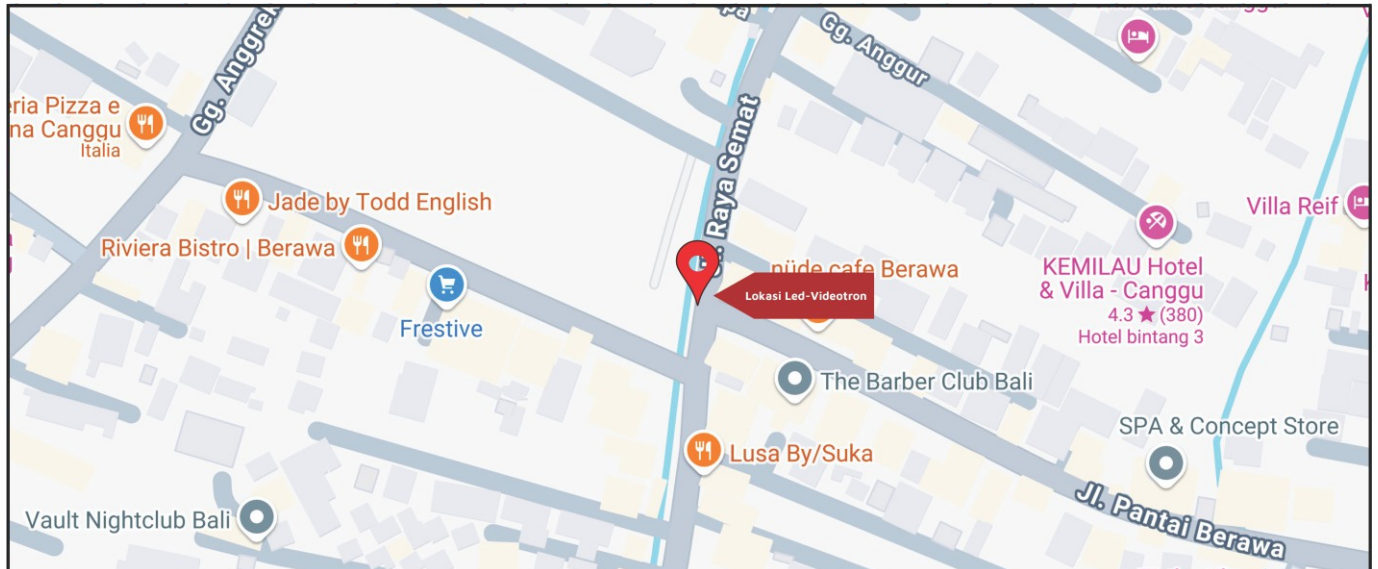 Gg. Anggrek
Gg. Anggur
eria Pizza e
na Canggu
Italia
Jl. Raya Semat
Jade by Todd English
Villa Reif
Riviera Bistro | Berawa
nüde cafe Berawa
KEMILAU Hotel
& Villa - Canggu
4.3 ★ (380)
Hotel bintang 3
Lokasi Led-Videotron
Frestive
The Barber Club Bali
SPA & Concept Store
Lusa By/Suka
Vault Nightclub Bali
Jl. Pantai Berawa